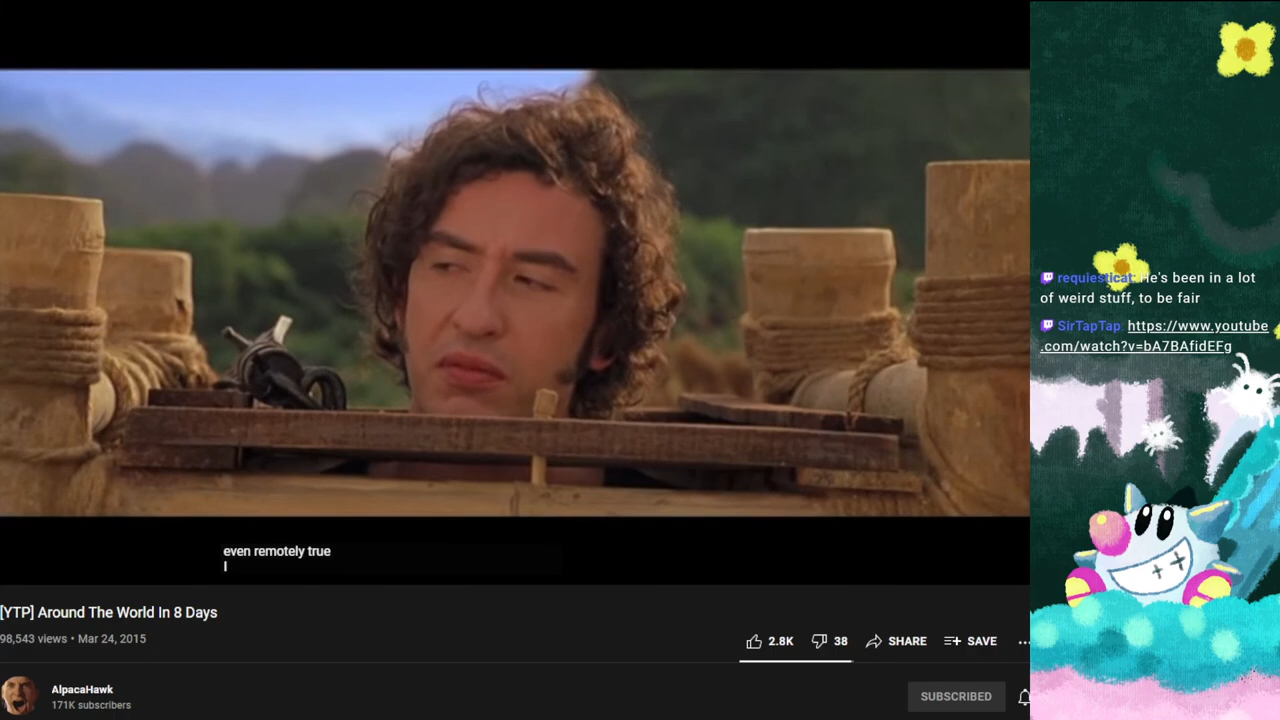 requiesticat: He's been in a lot
of weird stuff, to be fair
SirTapTap: https://www.youtube
.com/watch?v=bA7BAfidEFg
even remotely true
I
[YTP] Around The World In 8 Days
98,543 views • Mar 24, 2015
2.8K 38 SHARE SAVE ...
AlpacaHawk
171K subscribers
SUBSCRIBED